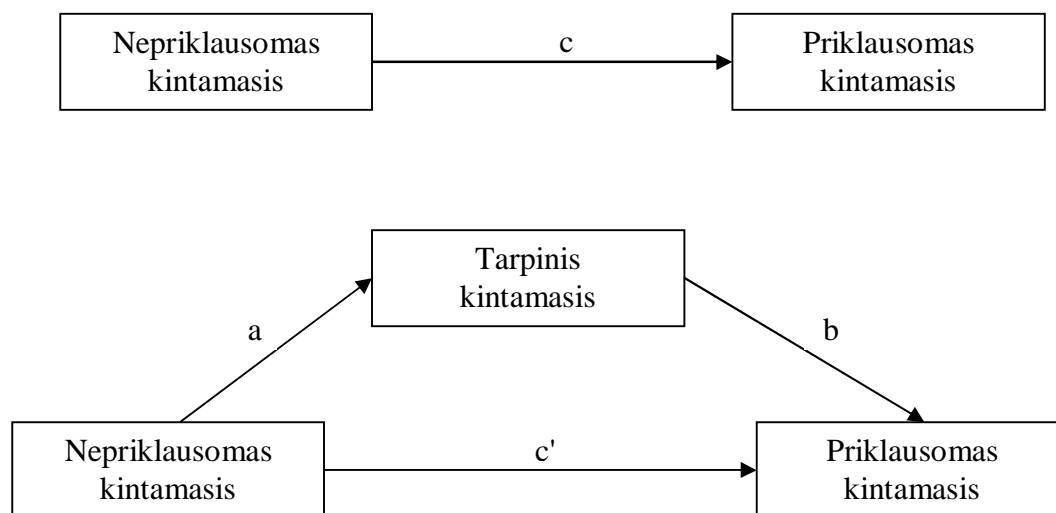 Nepriklausomas
kintamasis
c
Priklausomas
kintamasis
Tarpinis
kintamasis
a
b
Nepriklausomas
kintamasis
c'
Priklausomas
kintamasis